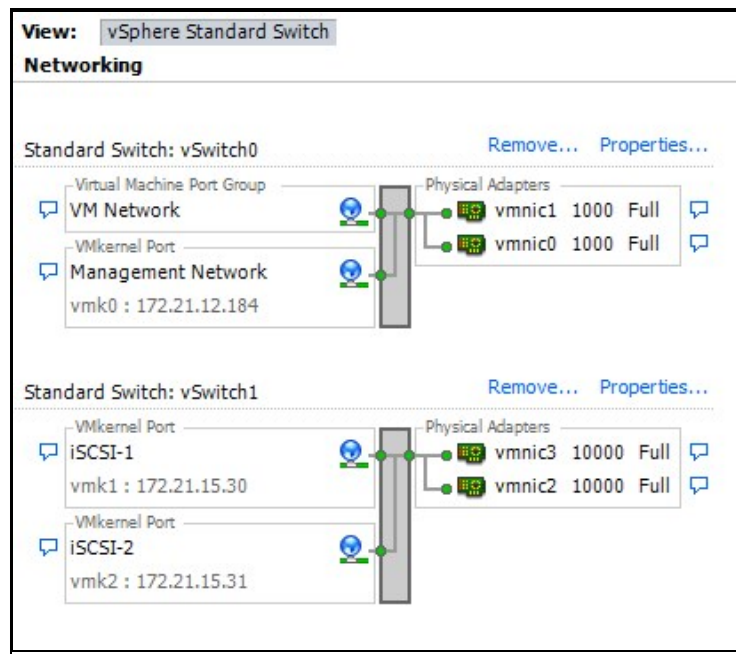 View: vSphere Standard Switch
Networking
Standard Switch: vSwitch0 Remove... Properties...
Virtual Machine Port Group
VM Network
Physical Adapters
vmnic1 1000 Full
vmnic0 1000 Full
VMkernel Port
Management Network
vmk0 : 172.21.12.184
Standard Switch: vSwitch1 Remove... Properties...
VMkernel Port
iSCSI-1
vmk1 : 172.21.15.30
Physical Adapters
vmnic3 10000 Full
vmnic2 10000 Full
VMkernel Port
iSCSI-2
vmk2 : 172.21.15.31